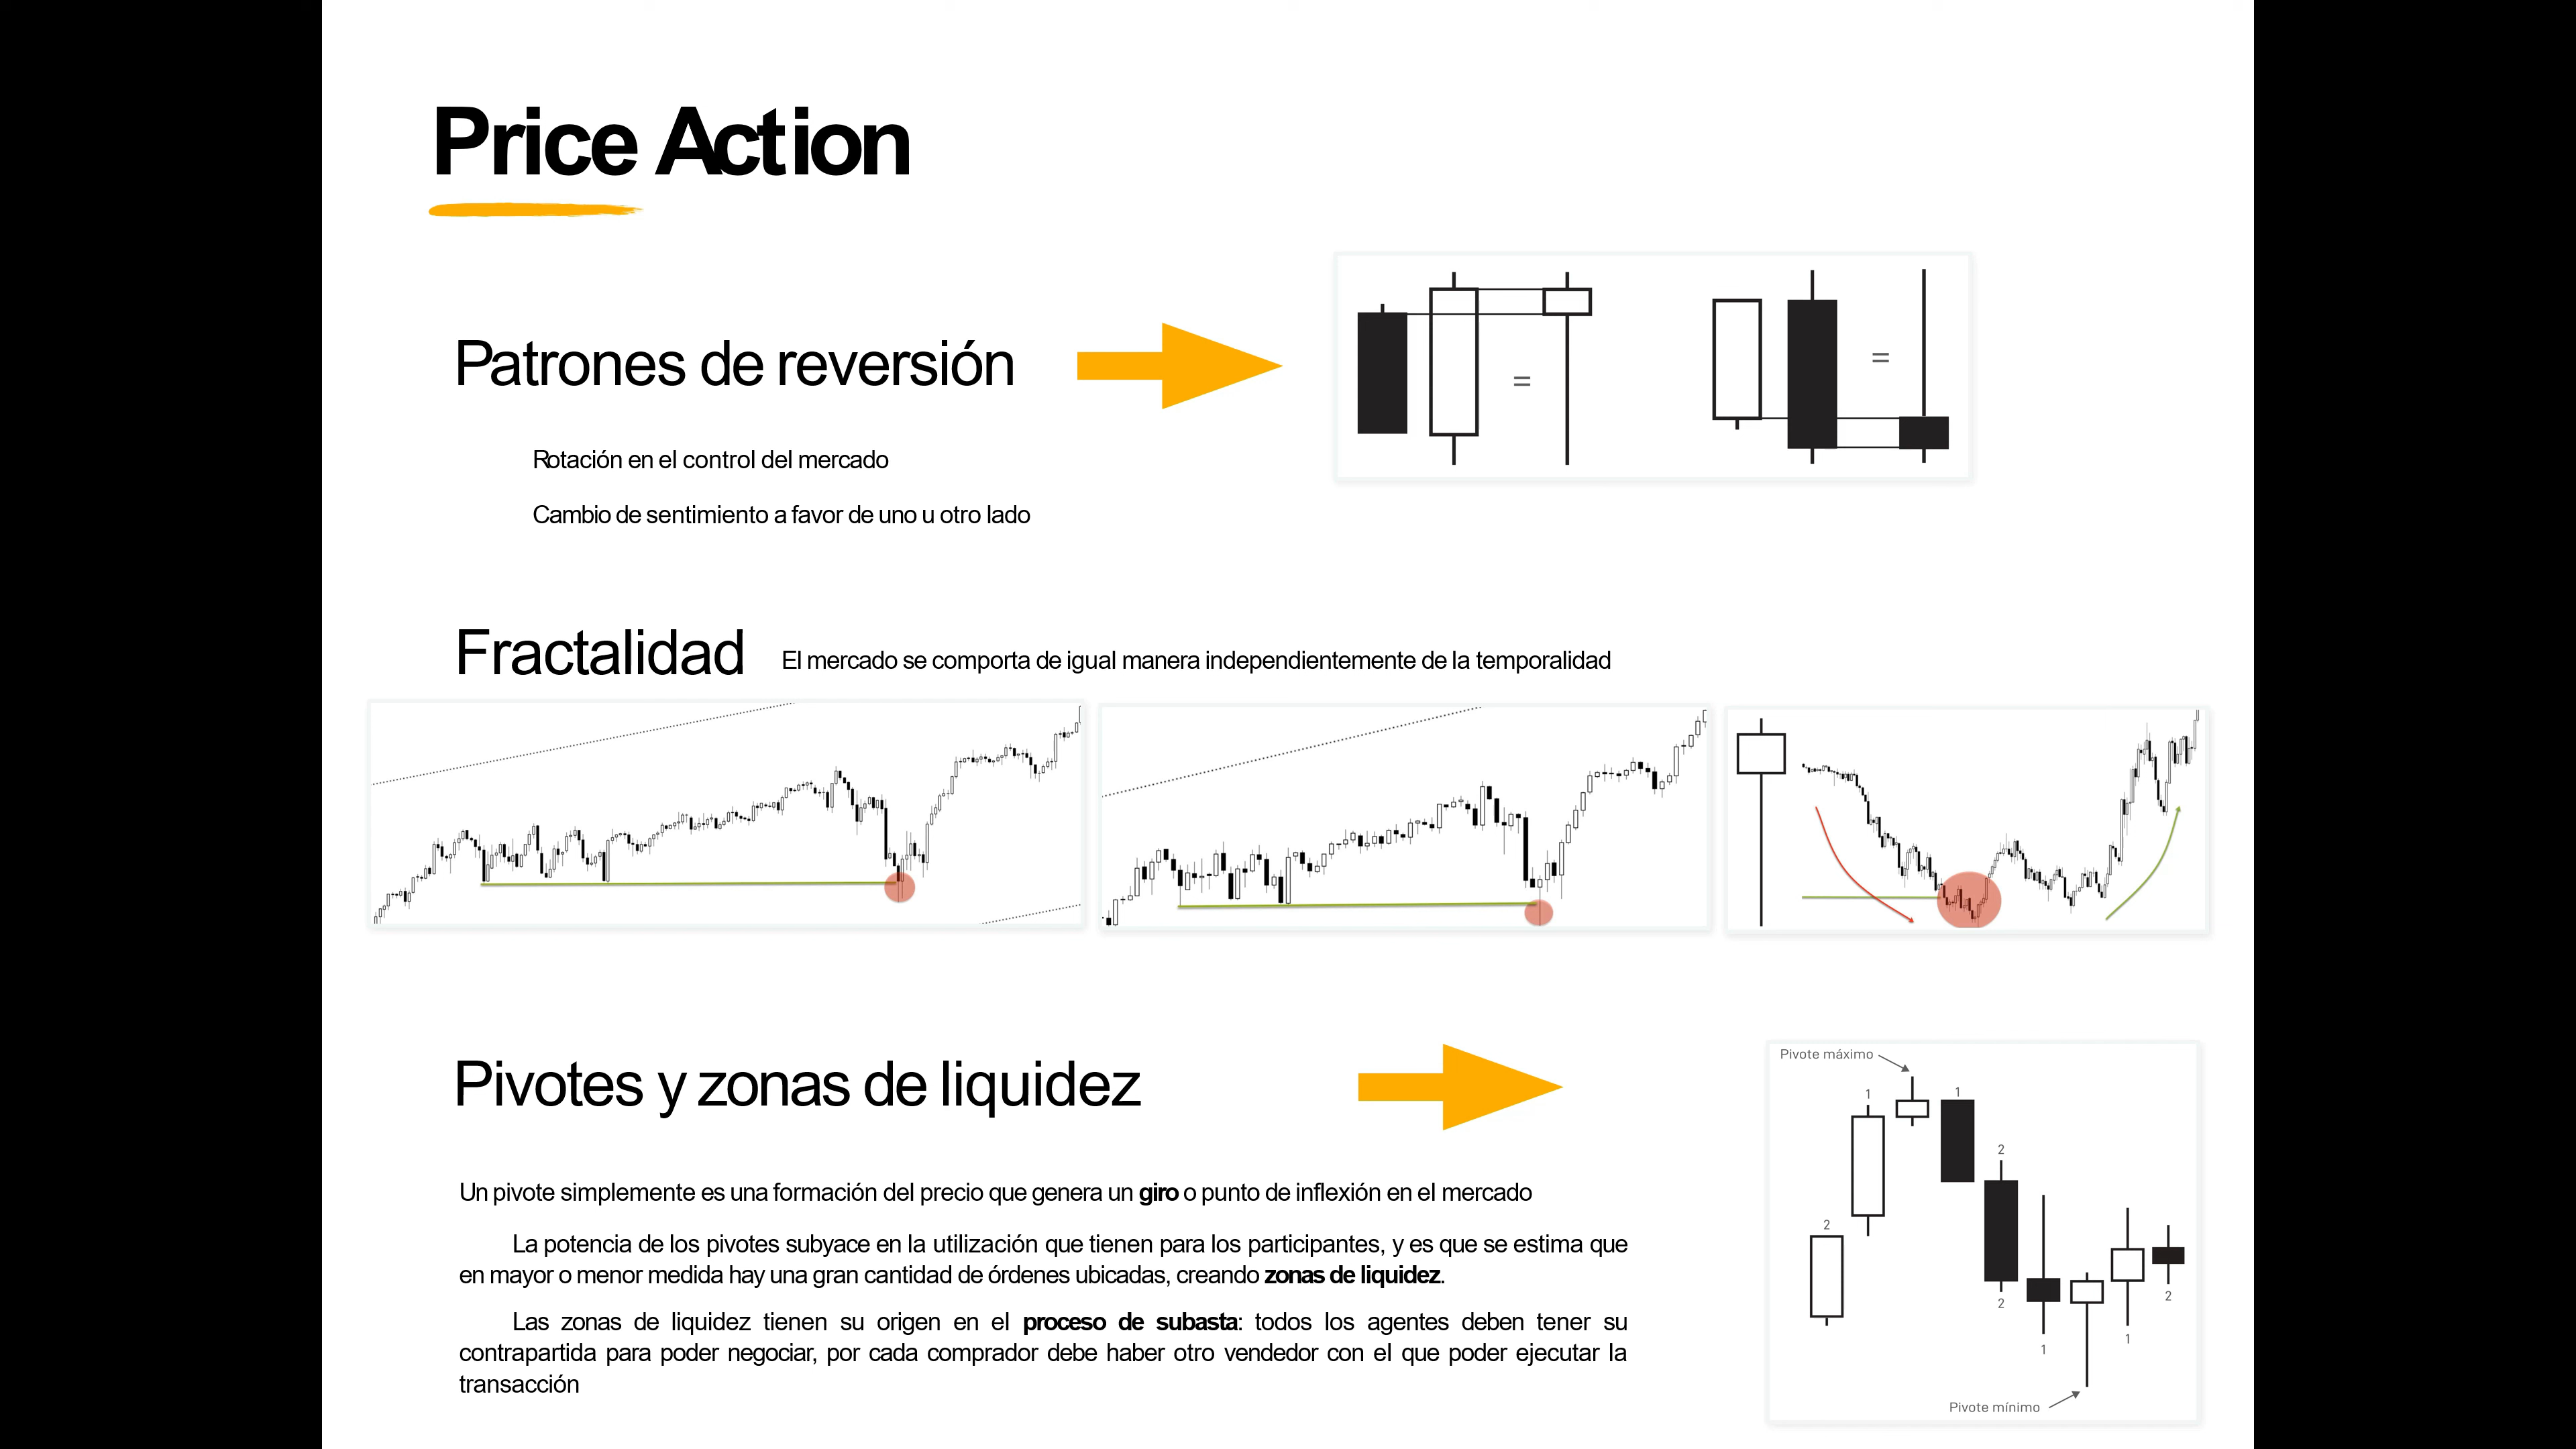 Price Action
Patrones de reversión
=
=
Rotación en el control del mercado
Cambio de sentimiento a favor de uno u otro lado
Fractalidad El mercado se comporta de igual manera independientemente de la temporalidad
Pivotes y zonas de liquidez
Un pivote simplemente es una formación del precio que genera un giro o punto de inflexión en el mercado
La potencia de los pivotes subyace en la utilización que tienen para los participantes, y es que se estima que
en mayor o menor medida hay una gran cantidad de órdenes ubicadas, creando zonas de liquidez.
Las zonas de liquidez tienen su origen en el proceso de subasta: todos los agentes deben tener su
contrapartida para poder negociar, por cada comprador debe haber otro vendedor con el que poder ejecutar la
transacción
Pivote máximo
1
1
2
2
2
2
1
1
Pivote mínimo